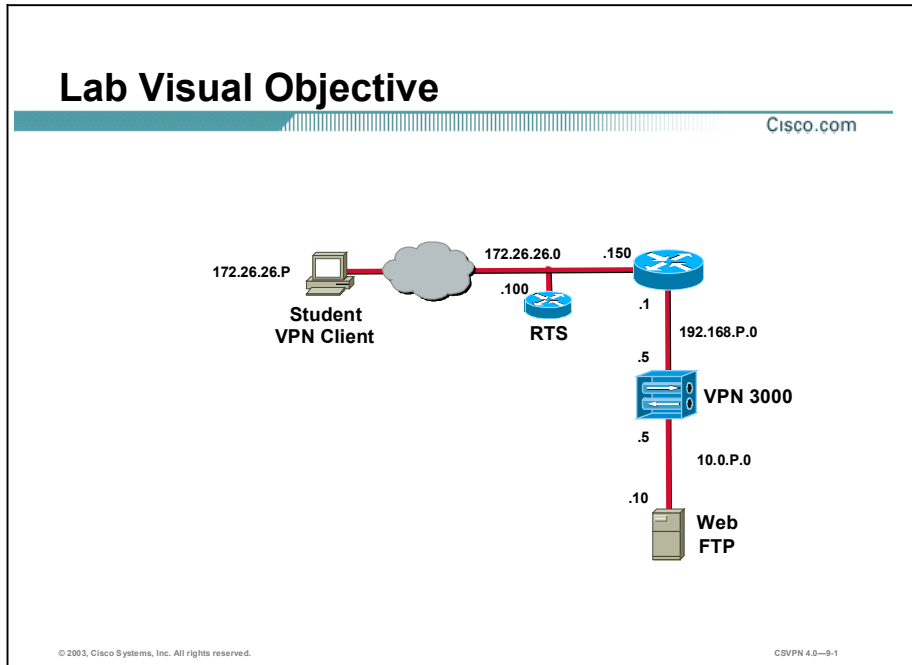 Lab Visual Objective
Cisco.com
172.26.26.P
172.26.26.0
.150
.100
.1
Student
VPN Client
RTS
192.168.P.0
.5
VPN 3000
.5
10.0.P.0
.10
Web
FTP
© 2003, Cisco Systems, Inc. All rights reserved.
CSVPN 4.0—9-1